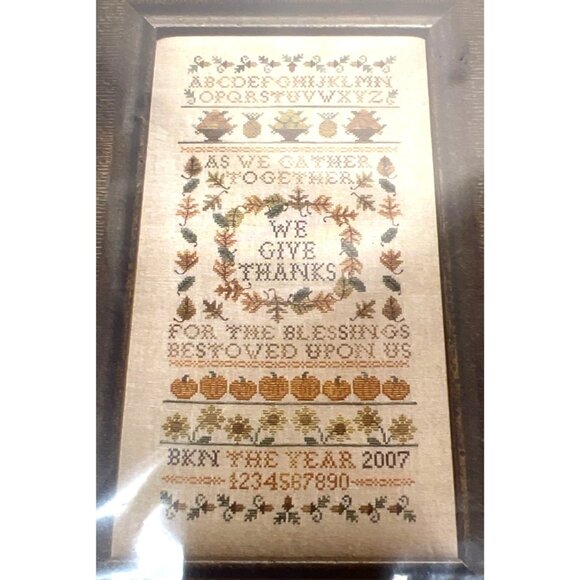 ABCDEFGHIJKLMN
OPQRSTUVWXYZ
AS WE GATHER
TOGETHER
WE
GIVE
THANKS
FOR THE BLESSINGS
BESTOWED UPON US
BKN THE YEAR 2007
1234567890